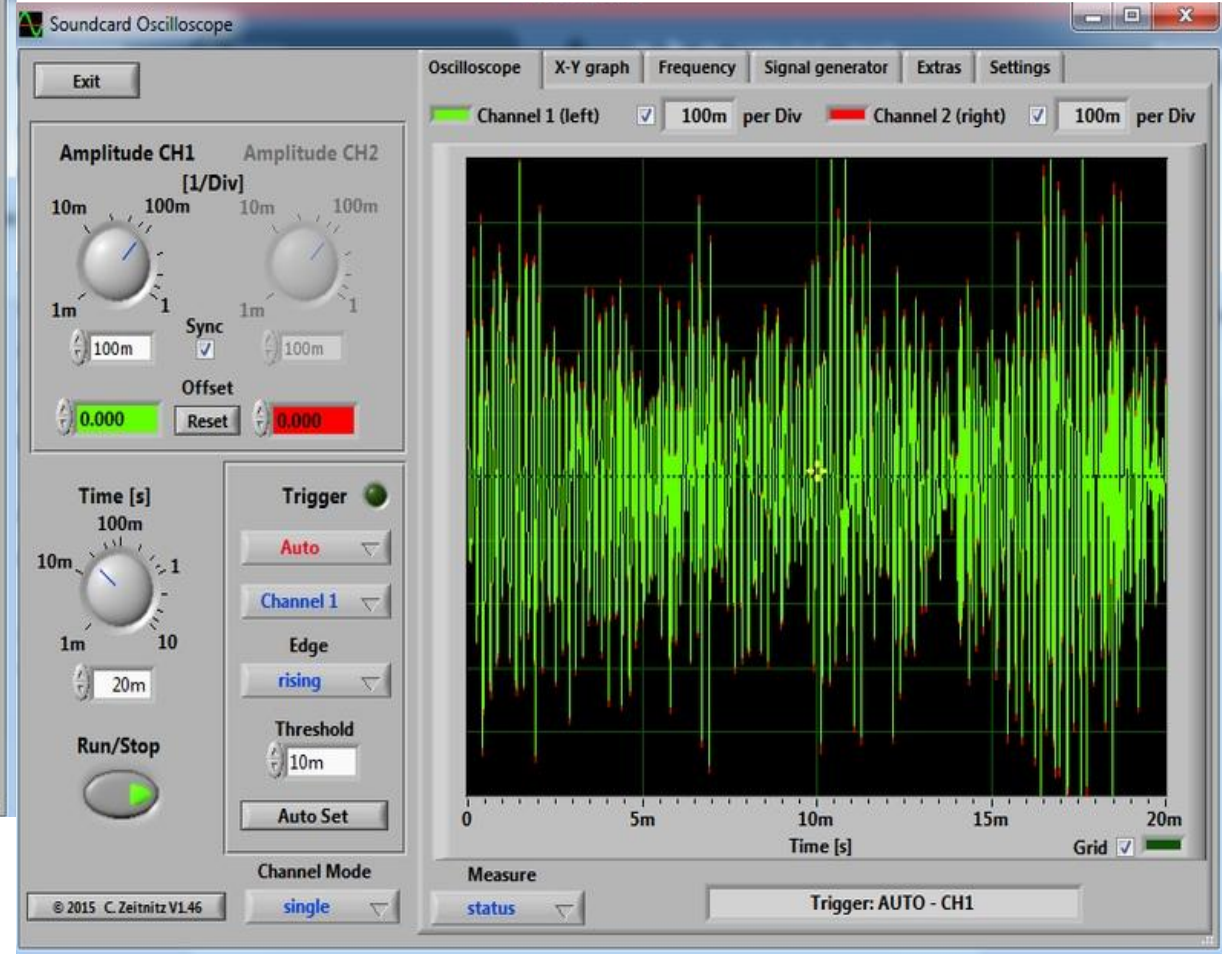 Soundcard Oscilloscope
Exit
Oscilloscope X-Y graph Frequency Signal generator Extras Settings
Channel 1 (left) 100m per Div Channel 2 (right) 100m per Div
Amplitude CH1 Amplitude CH2
[1/Div]
10m 100m 10m 100m
1m 1 1m 1
Sync
100m 100m
Offset
0.000 Reset 0.000
Time [s]
100m
10m 1
1m 10
20m
Run/Stop
Trigger
Auto
Channel 1
Edge
rising
Threshold
10m
Auto Set
0 5m 10m 15m 20m
Time [s]
Grid
Channel Mode
single
© 2015 C. Zeitnitz V1.46
Measure
status
Trigger: AUTO - CH1